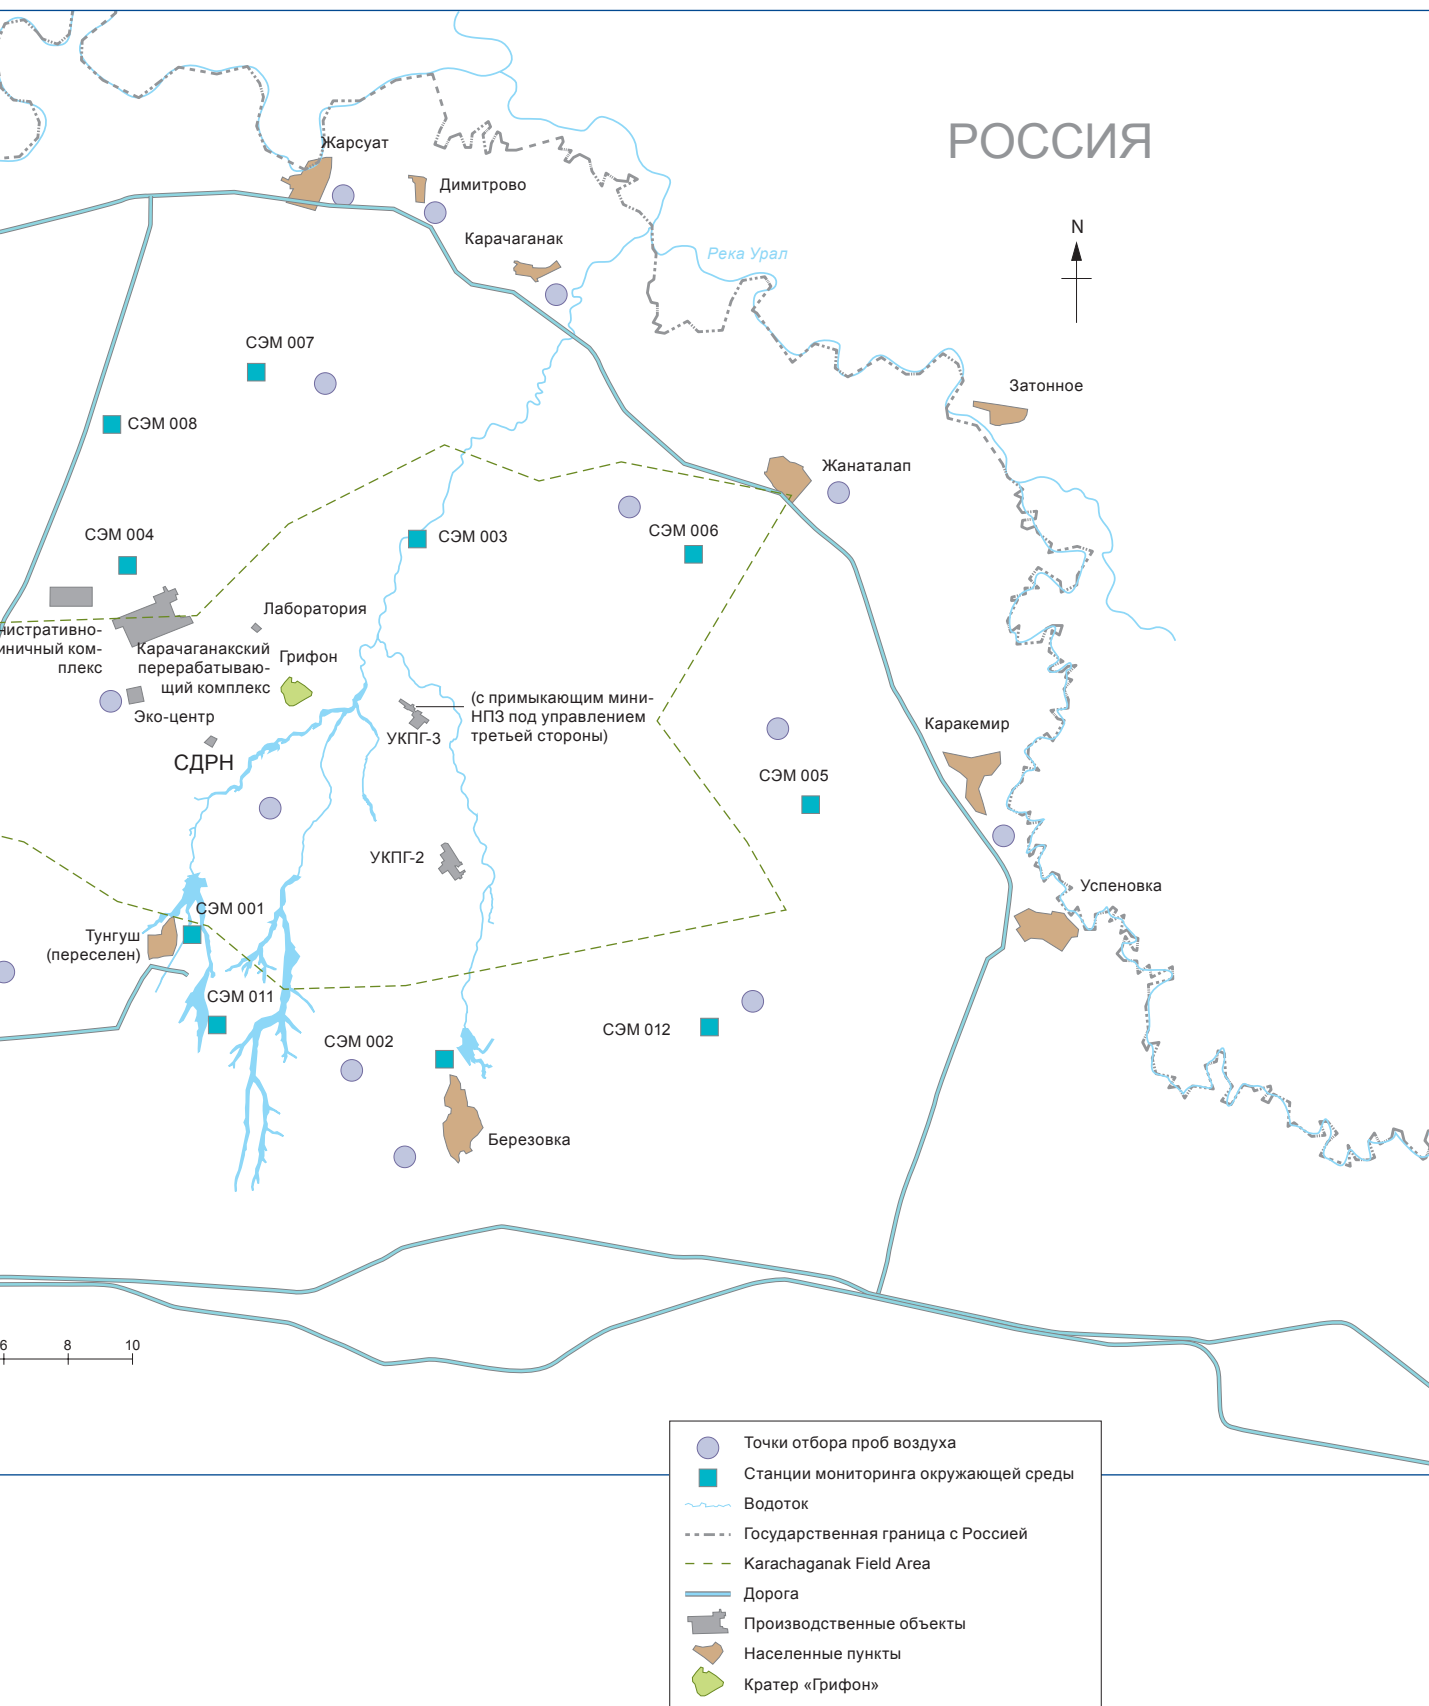 РОССИЯ
Жарсуат
Димитрово
N
Карачаганак
Река Урал
СЭМ 007
Затонное
СЭМ 008
Жанаталап
СЭМ 004
СЭМ 003
СЭМ 006
Лаборатория
нистративно-
иничный ком-
плекс
Карачаганакский
перерабатываю-
щий комплекс
Грифон
Эко-центр
(с примыкающим мини-
НПЗ под управлением
третьей стороны)
УКПГ-3
СДРН
Каракемир
СЭМ 005
УКПГ-2
Успеновка
СЭМ 001
Тунгуш
(переселен)
СЭМ 011
СЭМ 002
СЭМ 012
Березовка
6 8 10
Точки отбора проб воздуха
Станции мониторинга окружающей среды
Водоток
Государственная граница с Россией
Karachaganak Field Area
Дорога
Производственные объекты
Населенные пункты
Кратер «Грифон»